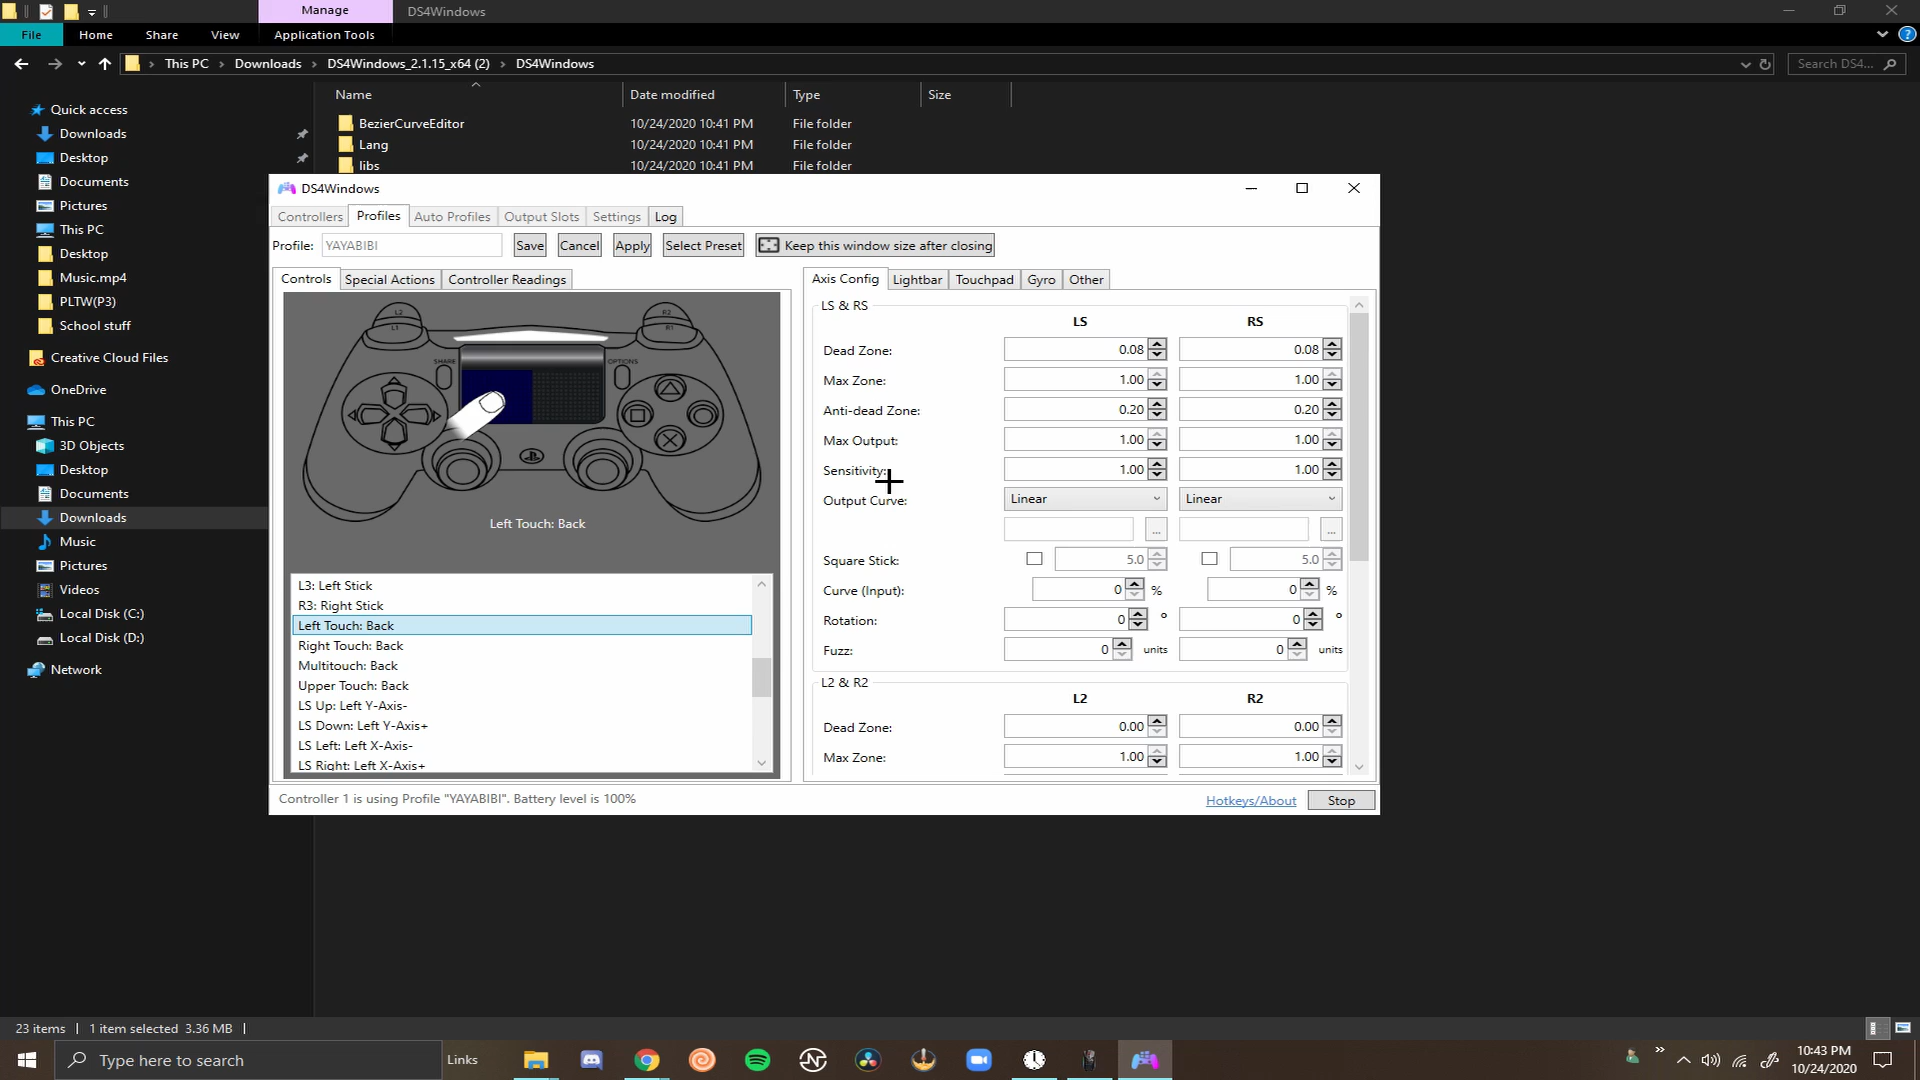 Manage
DS4Windows
File
Home
Share
View
Application Tools
This PC
Downloads
DS4Windows_2.1.15_x64 (2)
DS4Windows
Search DS4...
Name
Date modified
Type
Size
Quick access
Downloads
Desktop
Documents
Pictures
This PC
Desktop
Music.mp4
PLTW(P3)
School stuff
Creative Cloud Files
OneDrive
This PC
3D Objects
Desktop
Documents
Downloads
Music
Pictures
Videos
Local Disk (C:)
Local Disk (D:)
Network
BezierCurveEditor 10/24/2020 10:41 PM File folder
Lang 10/24/2020 10:41 PM File folder
libs 10/24/2020 10:41 PM File folder
DS4Windows
Controllers Profiles Auto Profiles Output Slots Settings Log
Profile: YAYABIBI Save Cancel Apply Select Preset Keep this window size after closing
Controls Special Actions Controller Readings
L2 R2
L1 R1
SHARE OPTIONS
Left Touch: Back
L3: Left Stick
R3: Right Stick
Left Touch: Back
Right Touch: Back
Multitouch: Back
Upper Touch: Back
LS Up: Left Y-Axis-
LS Down: Left Y-Axis+
LS Left: Left X-Axis-
LS Right: Left X-Axis+
Axis Config Lightbar Touchpad Gyro Other
LS & RS
LS RS
Dead Zone: 0.08 0.08
Max Zone: 1.00 1.00
Anti-dead Zone: 0.20 0.20
Max Output: 1.00 1.00
Sensitivity: 1.00 1.00
Output Curve: Linear Linear
... ...
Square Stick: 5.0 5.0
Curve (Input): 0 % 0 %
Rotation: 0 ° 0 °
Fuzz: 0 units 0 units
L2 & R2
L2 R2
Dead Zone: 0.00 0.00
Max Zone: 1.00 1.00
Controller 1 is using Profile "YAYABIBI". Battery level is 100%
Hotkeys/About Stop
23 items 1 item selected 3.36 MB
Type here to search
Links
10:43 PM
10/24/2020